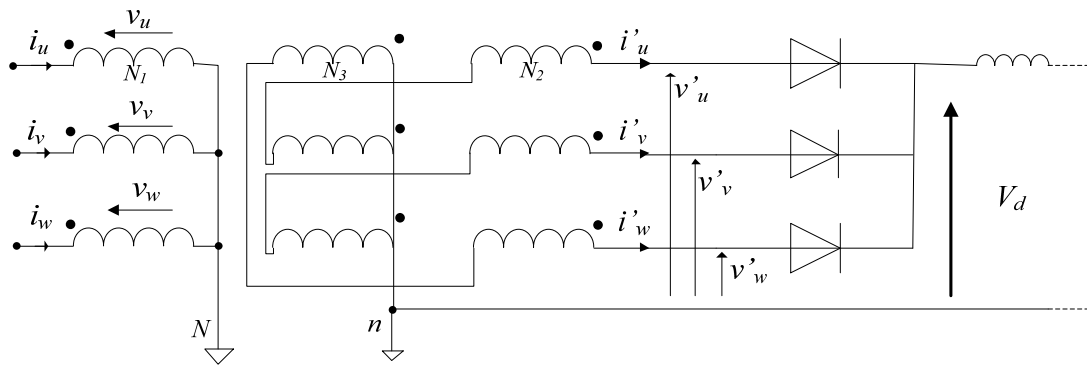 v_u
i_u
N_1
N_3
N_2
i'_u
v'_u
v_v
i_v
i'_v
v'_v
v_w
i_w
i'_w
v'_w
V_d
N
n